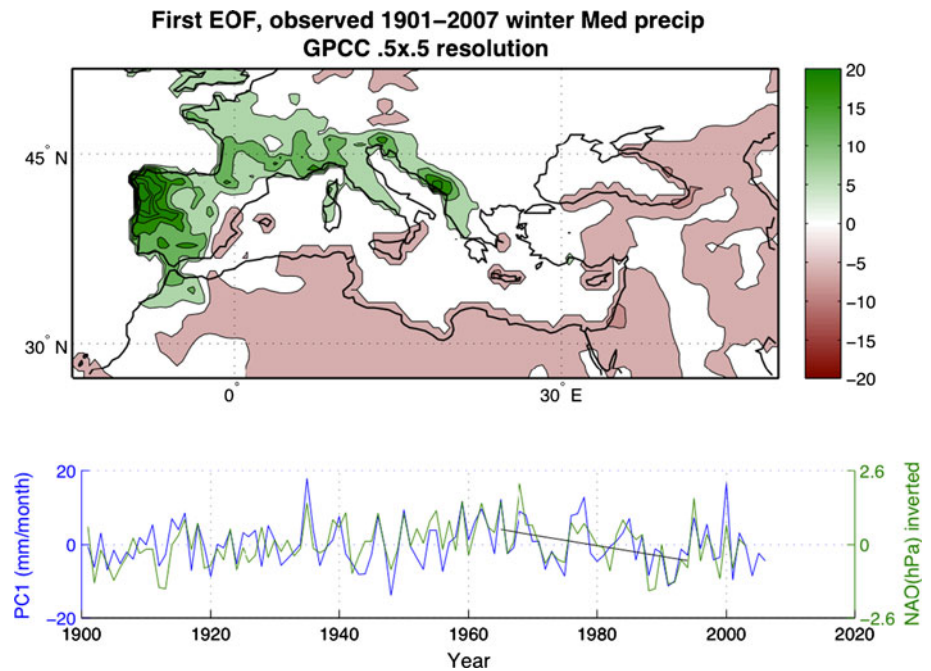 First EOF, observed 1901–2007 winter Med precip
GPCC .5x.5 resolution
45° N
30° N
0°
30° E
20
15
10
5
0
−5
−10
−15
−20
PC1 (mm/month)
20
0
−20
2.6
0
−2.6
NAO(hPa) inverted
1900
1920
1940
1960
1980
2000
2020
Year